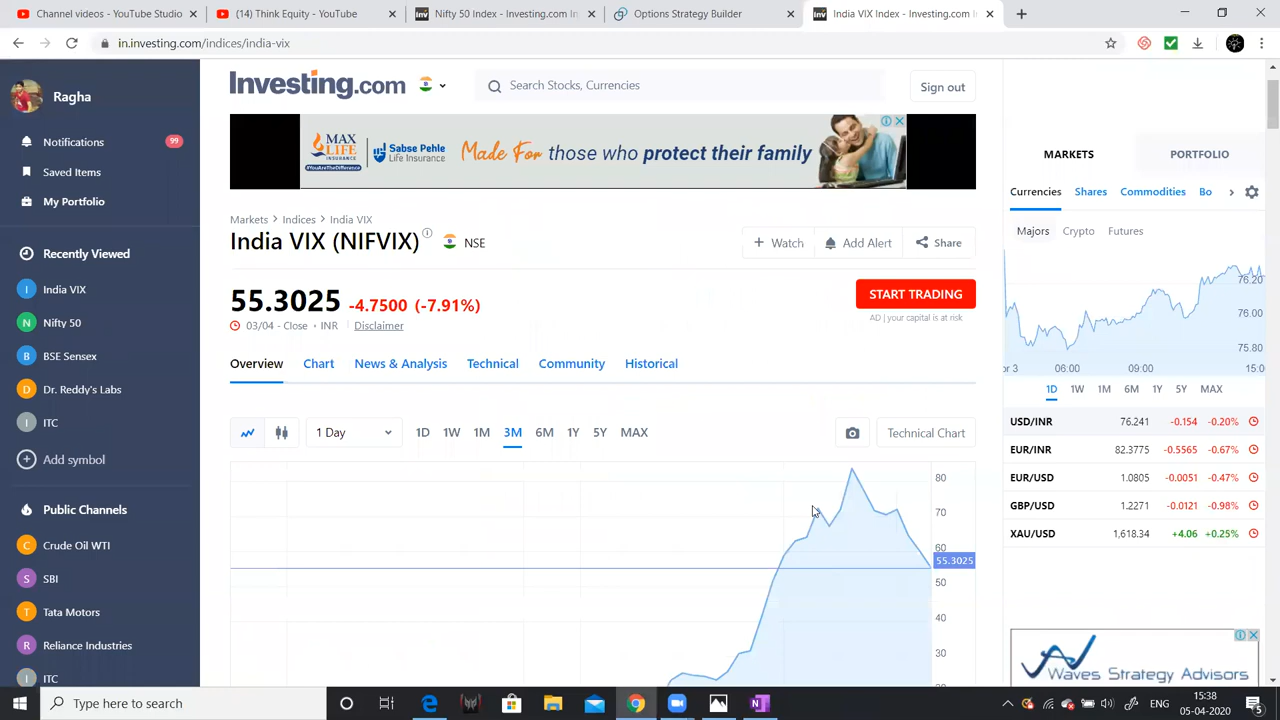 YouTube Studio
(14) Think Equity - YouTube
Nifty 50 Index - Investing.com In
Options Strategy Builder
India VIX Index - Investing.com I
in.investing.com/indices/india-vix
Ragha
Notifications 99
Saved Items
My Portfolio
Recently Viewed
I India VIX
N Nifty 50
B BSE Sensex
D Dr. Reddy's Labs
I ITC
Add symbol
Public Channels
C Crude Oil WTI
S SBI
T Tata Motors
R Reliance Industries
I ITC
Investing.com
Search Stocks, Currencies
Sign out
MAX LIFE INSURANCE
Sabse Pehle Life Insurance
Made For those who protect their family
Markets > Indices > India VIX
India VIX (NIFVIX) NSE
+ Watch Add Alert Share
55.3025 -4.7500 (-7.91%)
START TRADING
03/04 - Close • INR Disclaimer
AD | your capital is at risk
Overview Chart News & Analysis Technical Community Historical
1 Day 1D 1W 1M 3M 6M 1Y 5Y MAX Technical Chart
80
70
60
55.3025
50
40
30
MARKETS PORTFOLIO
Currencies Shares Commodities Bo
Majors Crypto Futures
76.20
76.00
75.80
r 3 06:00 09:00 15:0
1D 1W 1M 6M 1Y 5Y MAX
USD/INR 76.241 -0.154 -0.20%
EUR/INR 82.3775 -0.5565 -0.67%
EUR/USD 1.0805 -0.0051 -0.47%
GBP/USD 1.2271 -0.0121 -0.98%
XAU/USD 1,618.34 +4.06 +0.25%
Waves Strategy Advisors
Type here to search
ENG
15:38
05-04-2020